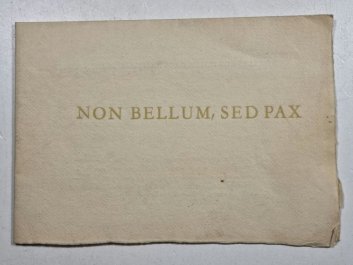 NON BELLUM, SED PAX